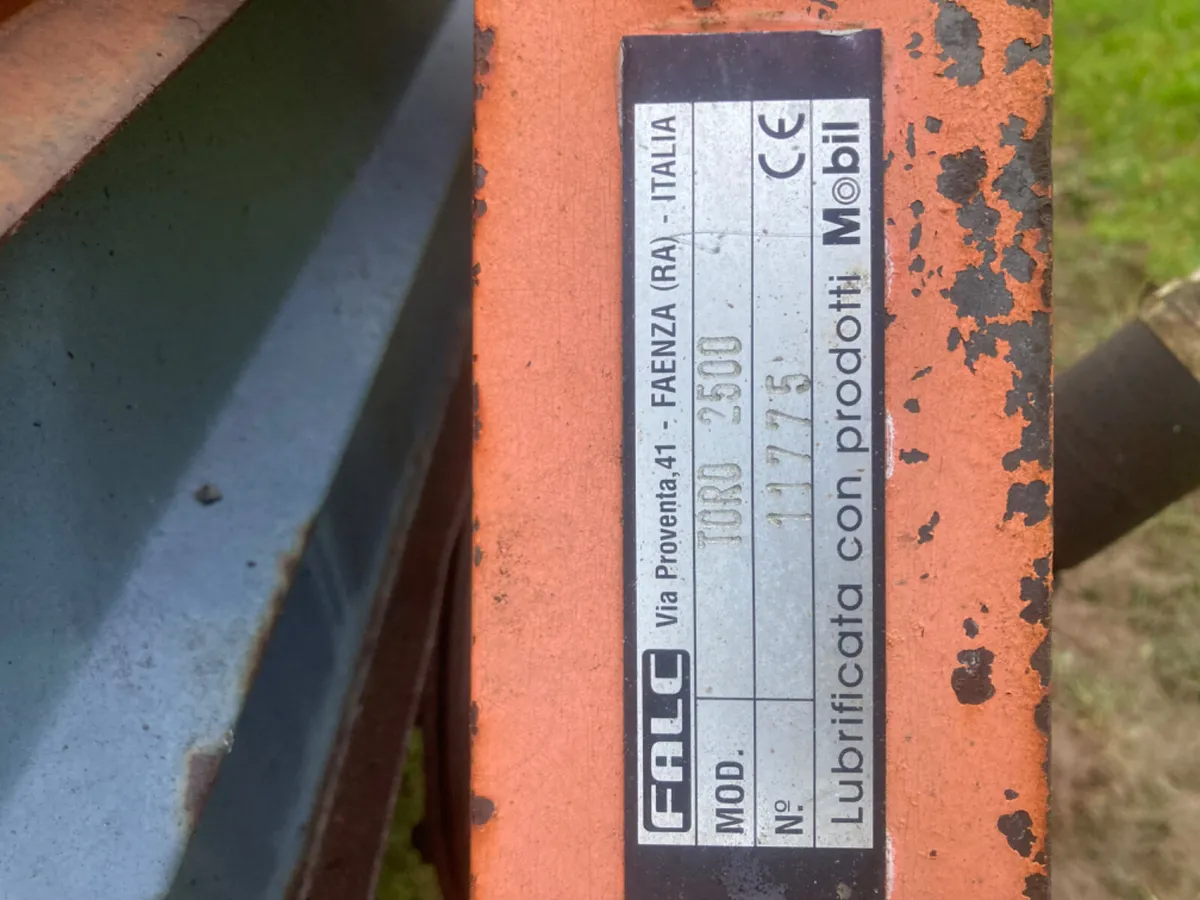 FALC Via Proventa,41 - FAENZA (RA) - ITALIA
MOD. TORO 2500
Nº. 11775 CE
Lubrificata con prodotti Mobil